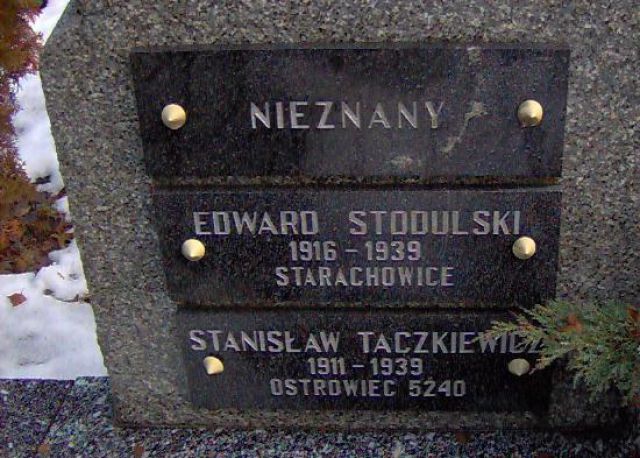 NIEZNANY
EDWARD STODULSKI
1916 - 1939
STARACHOWICE
STANISŁAW TACZKIEWICZ
1911 - 1939
OSTROWIEC 5240